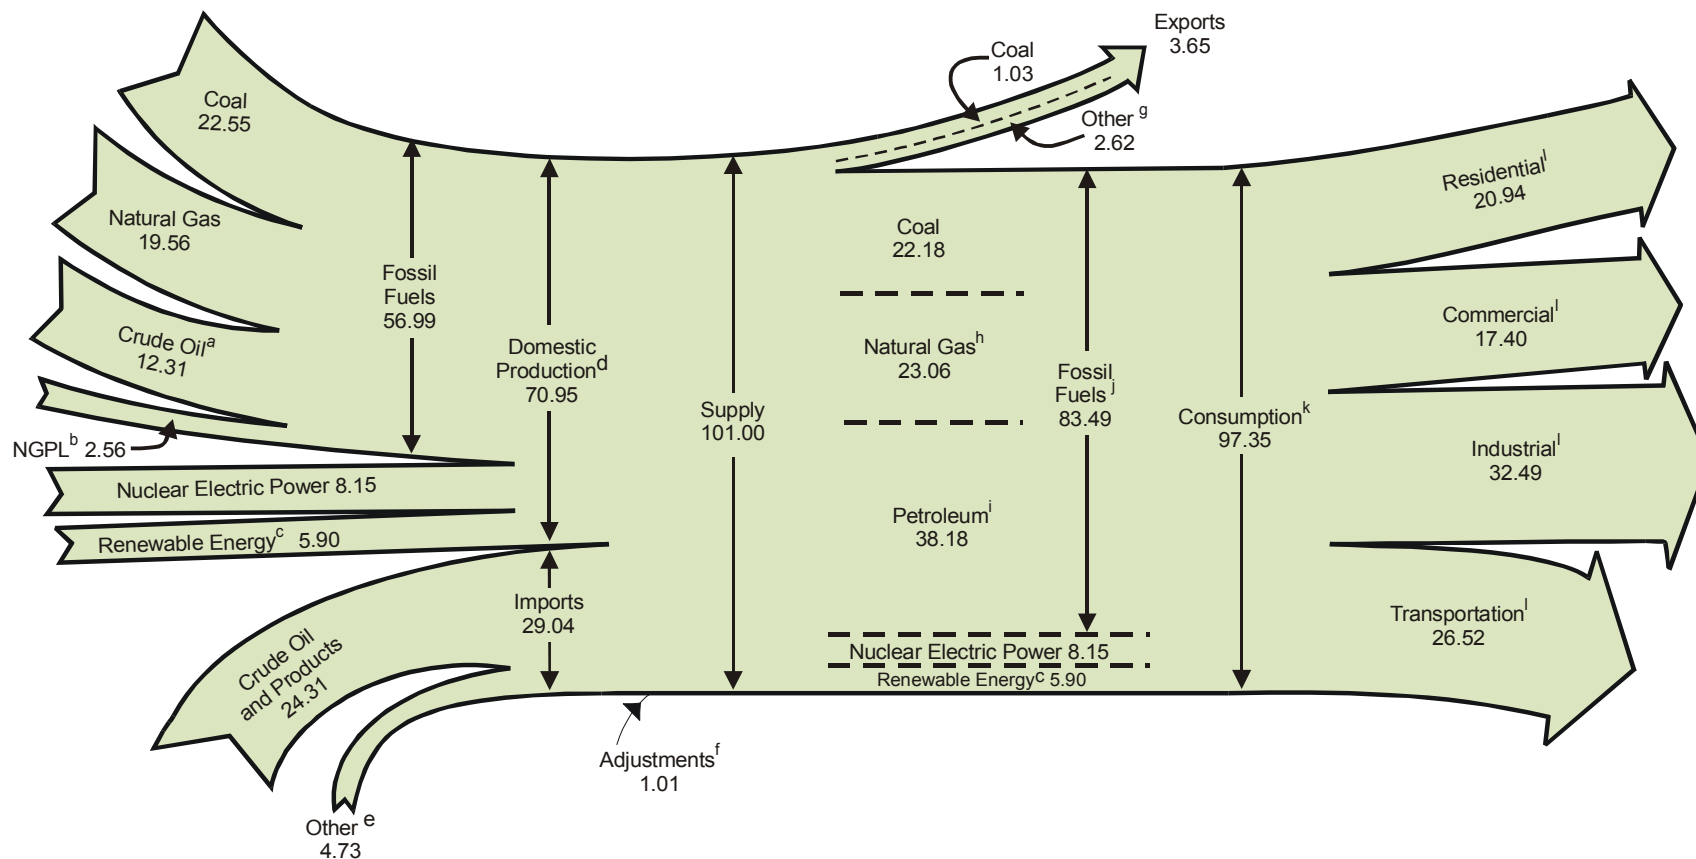 Coal
22.55
Natural Gas
19.56
Crude Oil^a
12.31
NGPL^b 2.56
Nuclear Electric Power 8.15
Renewable Energy^c 5.90
Crude Oil
and Products
24.31
Other e
4.73
Fossil
Fuels
56.99
Domestic
Production^d
70.95
Imports
29.04
Adjustments^f
1.01
Supply
101.00
Coal
1.03
Exports
3.65
Other ^g
2.62
Coal
22.18
Natural Gas^h
23.06
Petroleum^i
38.18
Nuclear Electric Power 8.15
Renewable Energy^c 5.90
Fossil
Fuels^j
83.49
Consumption^k
97.35
Residential^l
20.94
Commercial^l
17.40
Industrial^l
32.49
Transportation^l
26.52